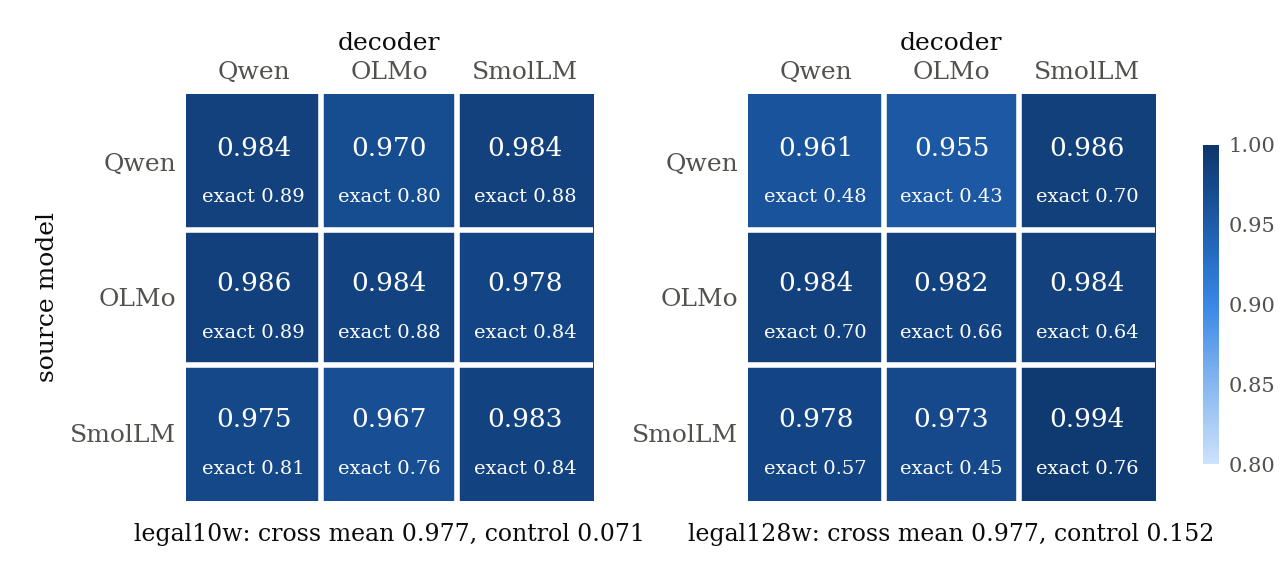 decoder
Qwen OLMo SmolLM
source model
Qwen
0.984 0.970 0.984
exact 0.89 exact 0.80 exact 0.88
OLMo
0.986 0.984 0.978
exact 0.89 exact 0.88 exact 0.84
SmolLM
0.975 0.967 0.983
exact 0.81 exact 0.76 exact 0.84
legal10w: cross mean 0.977, control 0.071
decoder
Qwen OLMo SmolLM
Qwen
0.961 0.955 0.986
exact 0.48 exact 0.43 exact 0.70
OLMo
0.984 0.982 0.984
exact 0.70 exact 0.66 exact 0.64
SmolLM
0.978 0.973 0.994
exact 0.57 exact 0.45 exact 0.76
legal128w: cross mean 0.977, control 0.152
1.00
0.95
0.90
0.85
0.80